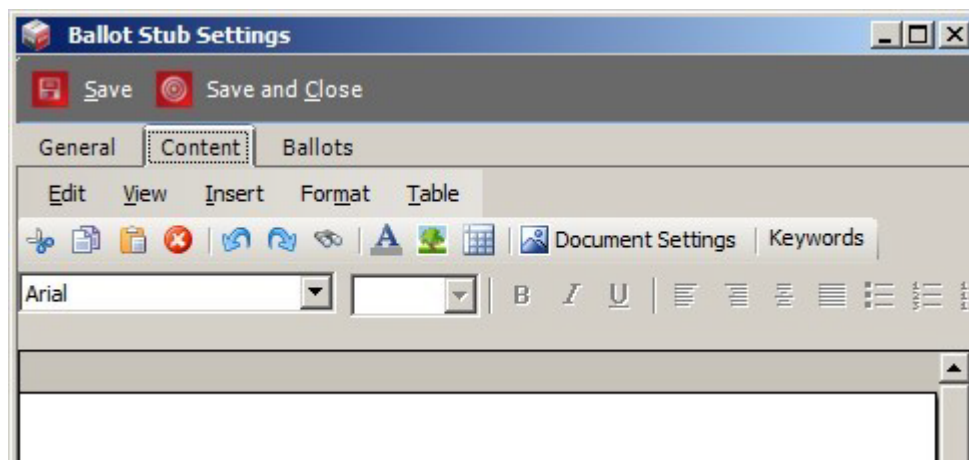 Ballot Stub Settings
Save Save and Close
General Content Ballots
Edit View Insert Format Table
A Document Settings Keywords
Arial B I U